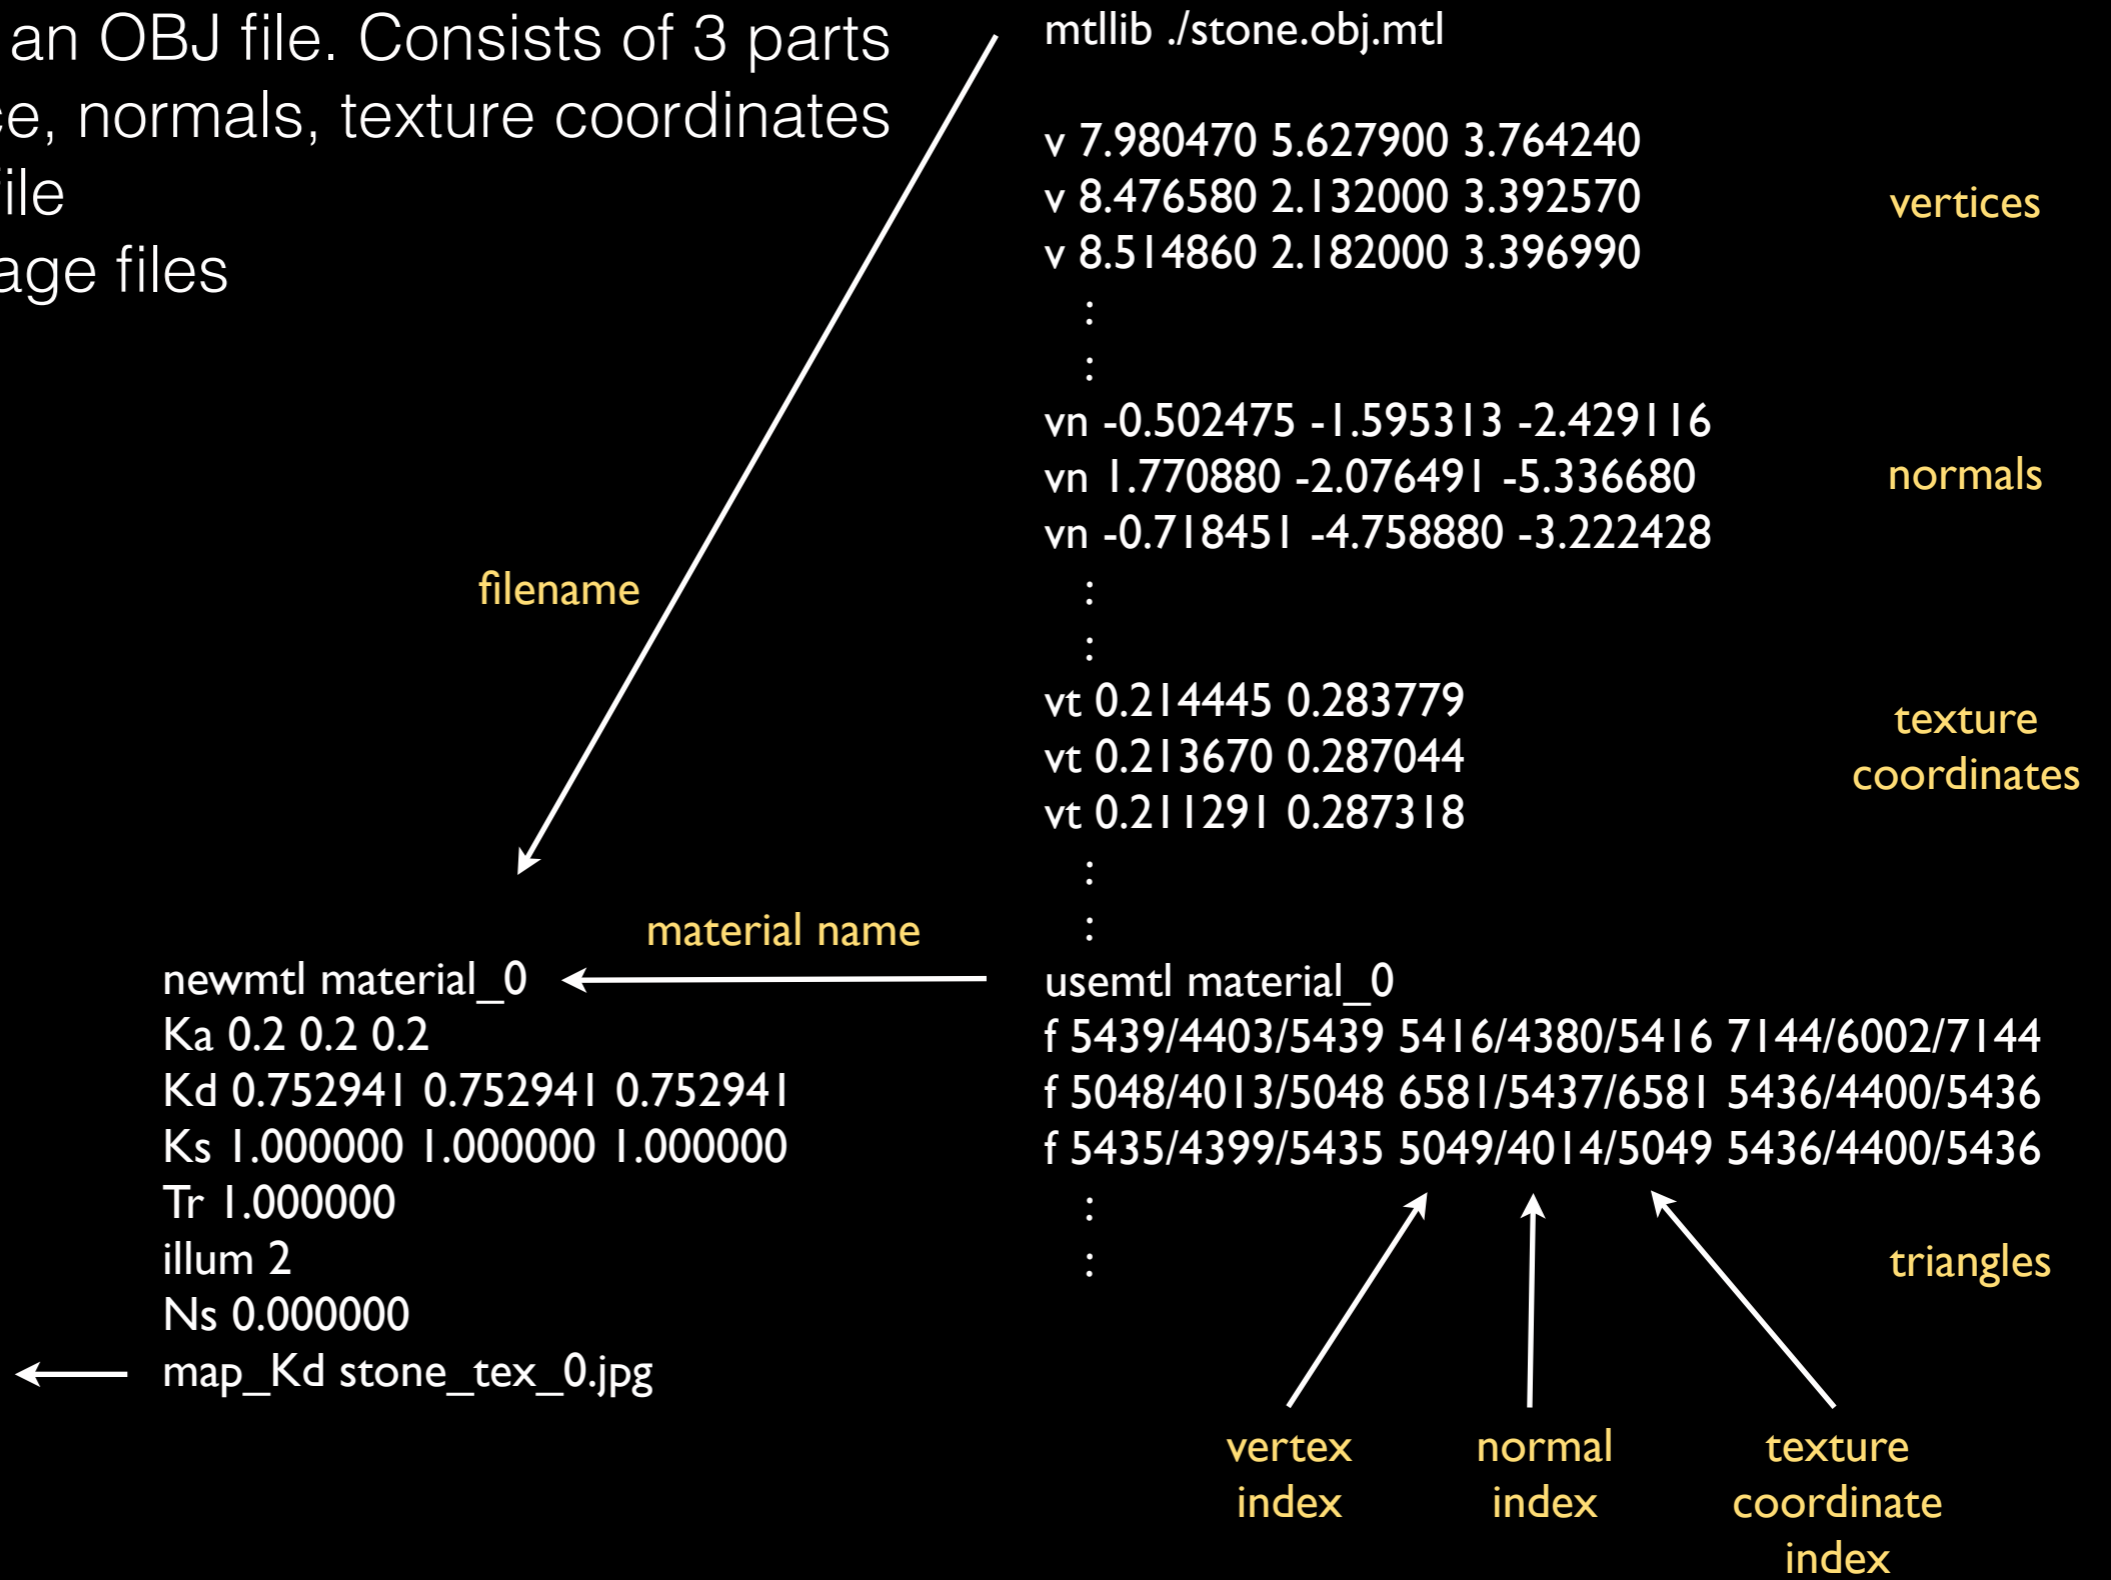 an OBJ file. Consists of 3 parts
normals, texture coordinates
files
mtllib ./stone.obj.mtl
v 7.980470 5.627900 3.764240
v 8.476580 2.132000 3.392570
v 8.514860 2.182000 3.396990
:
:
vertices
vn -0.502475 -1.595313 -2.429116
vn 1.770880 -2.076491 -5.336680
vn -0.718451 -4.758880 -3.222428
:
:
normals
filename
vt 0.214445 0.283779
vt 0.213670 0.287044
vt 0.211291 0.287318
:
:
texture
coordinates
material name
newmtl material_0
Ka 0.2 0.2 0.2
Kd 0.752941 0.752941 0.752941
Ks 1.000000 1.000000 1.000000
Tr 1.000000
illum 2
Ns 0.000000
map_Kd stone_tex_0.jpg
usemtl material_0
f 5439/4403/5439 5416/4380/5416 7144/6002/7144
f 5048/4013/5048 6581/5437/6581 5436/4400/5436
f 5435/4399/5435 5049/4014/5049 5436/4400/5436
:
:
triangles
vertex
index
normal
index
texture
coordinate
index